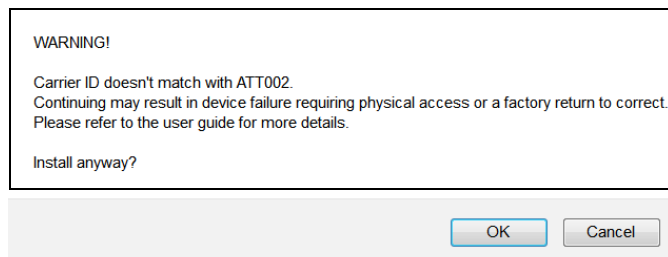 WARNING!
Carrier ID doesn't match with ATT002.
Continuing may result in device failure requiring physical access or a factory return to correct.
Please refer to the user guide for more details.
Install anyway?
OK Cancel